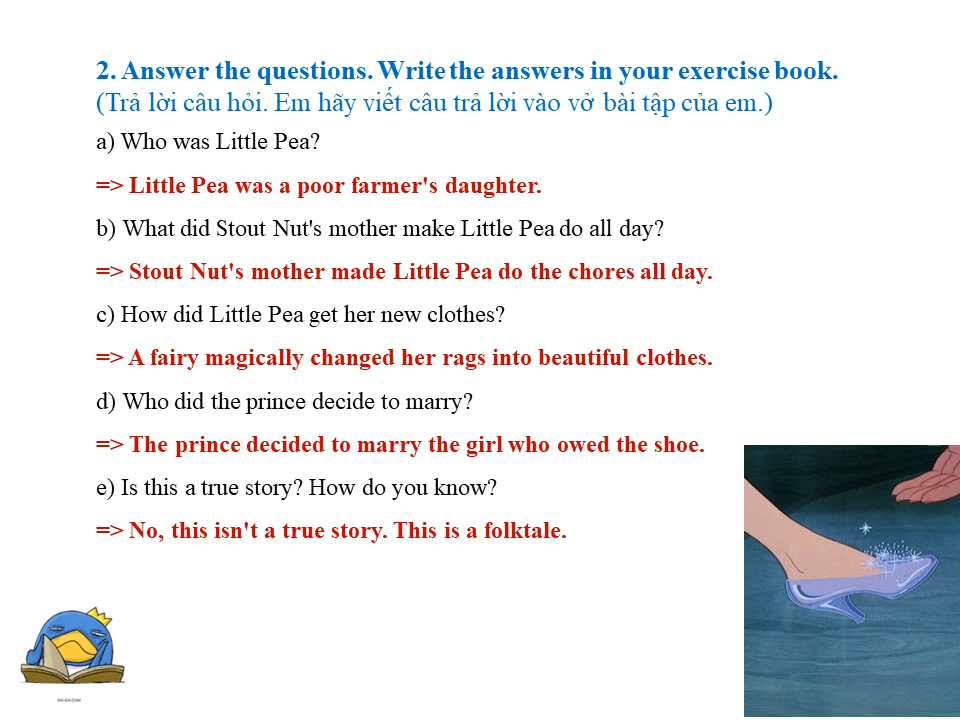 2. Answer the questions. Write the answers in your exercise book.
(Trả lời câu hỏi. Em hãy viết câu trả lời vào vở bài tập của em.)
a) Who was Little Pea?
=> Little Pea was a poor farmer's daughter.
b) What did Stout Nut's mother make Little Pea do all day?
=> Stout Nut's mother made Little Pea do the chores all day.
c) How did Little Pea get her new clothes?
=> A fairy magically changed her rags into beautiful clothes.
d) Who did the prince decide to marry?
=> The prince decided to marry the girl who owed the shoe.
e) Is this a true story? How do you know?
=> No, this isn't a true story. This is a folktale.